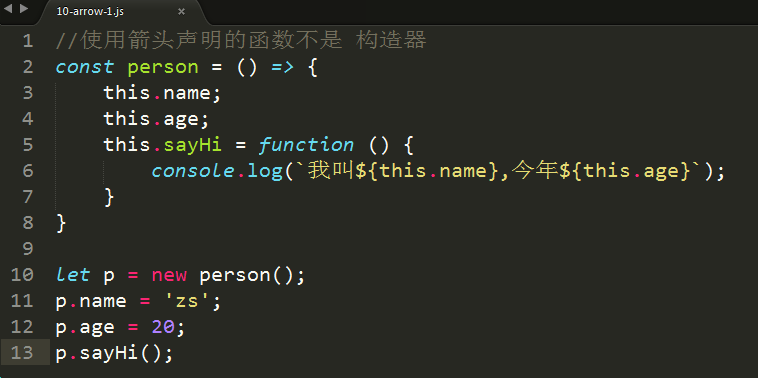 10-arrow-1.js ×
1 //使用箭头声明的函数不是 构造器
2 const person = () => {
3     this.name;
4     this.age;
5     this.sayHi = function () {
6         console.log(`我叫${this.name},今年${this.age}`);
7     }
8 }
9
10 let p = new person();
11 p.name = 'zs';
12 p.age = 20;
13 p.sayHi();